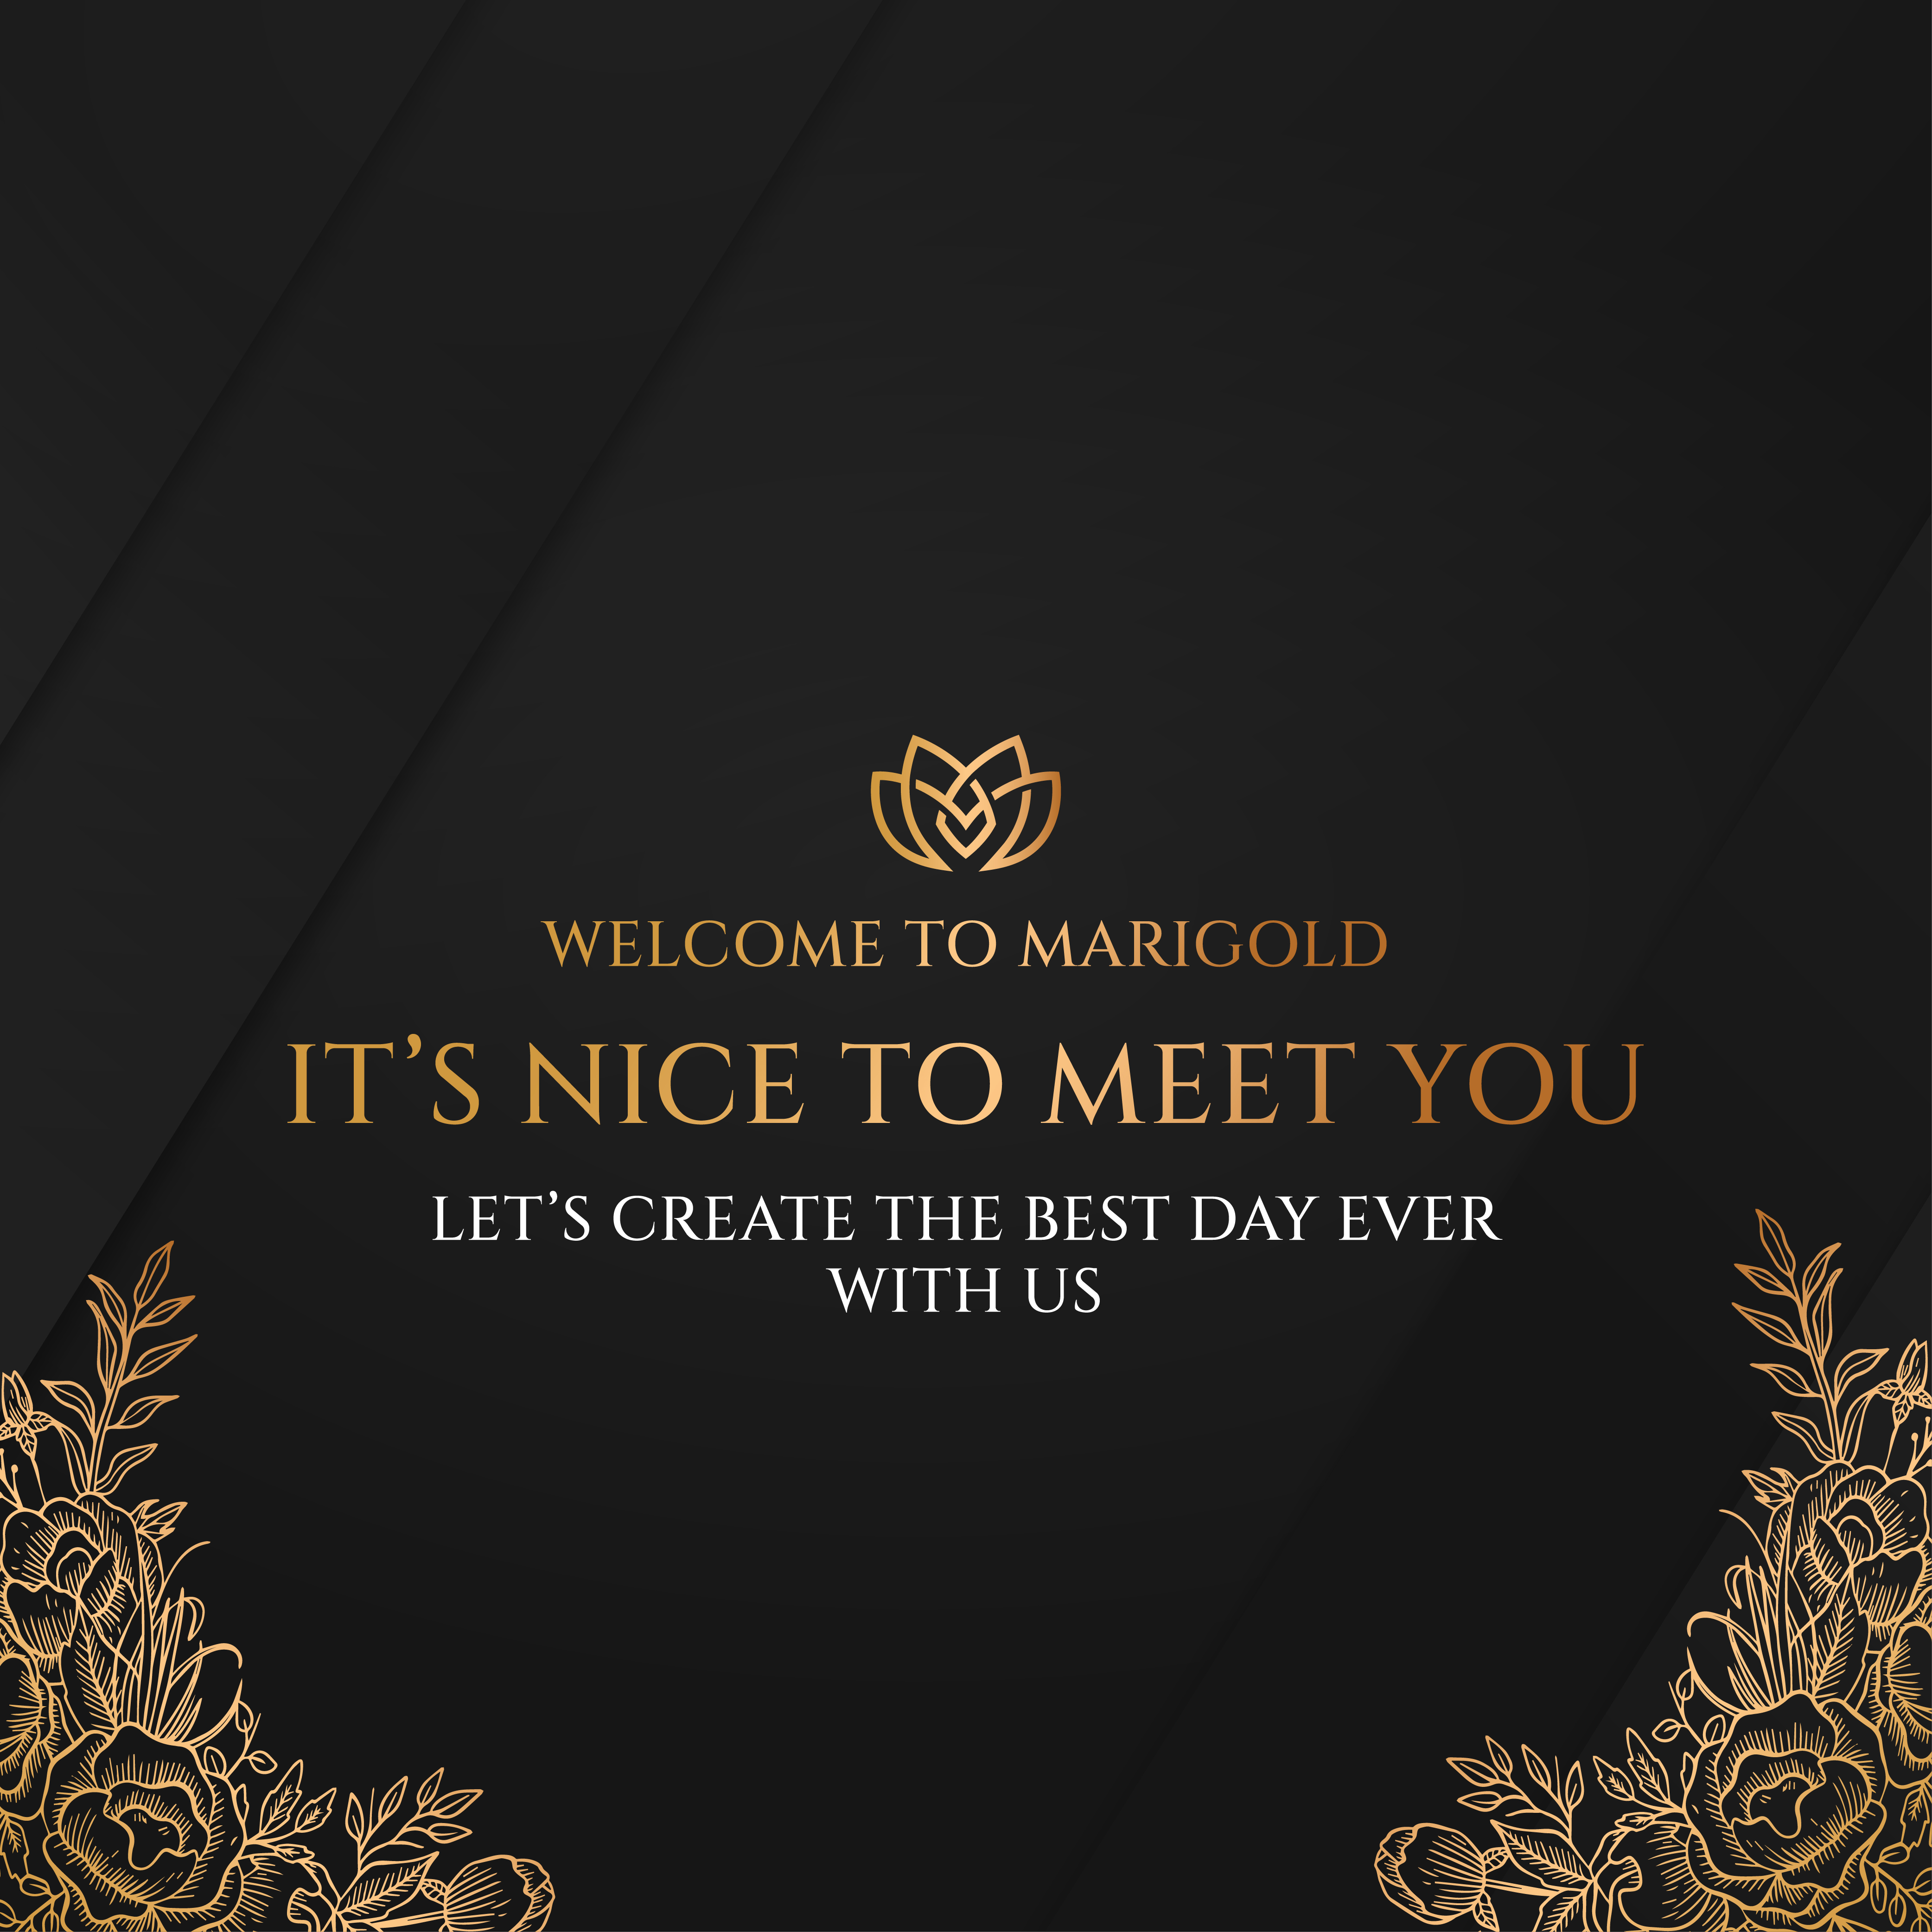 WELCOME TO MARIGOLD
IT’S NICE TO MEET YOU
LET’S CREATE THE BEST DAY EVER
WITH US